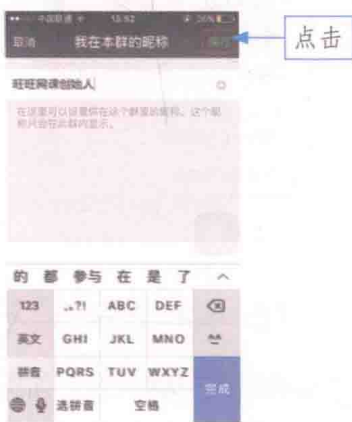 中国联通 13:52 26%
取消 我在本群的昵称 保存
点击
旺旺网课创始人
在这里可以设置你在这个群里的昵称。这个昵
称只会在此群内显示。
的 都 参与 在 是 了
123 .,?! ABC DEF
英文 GHI JKL MNO ^^
拼音 PQRS TUV WXYZ
完成
选拼音 空格